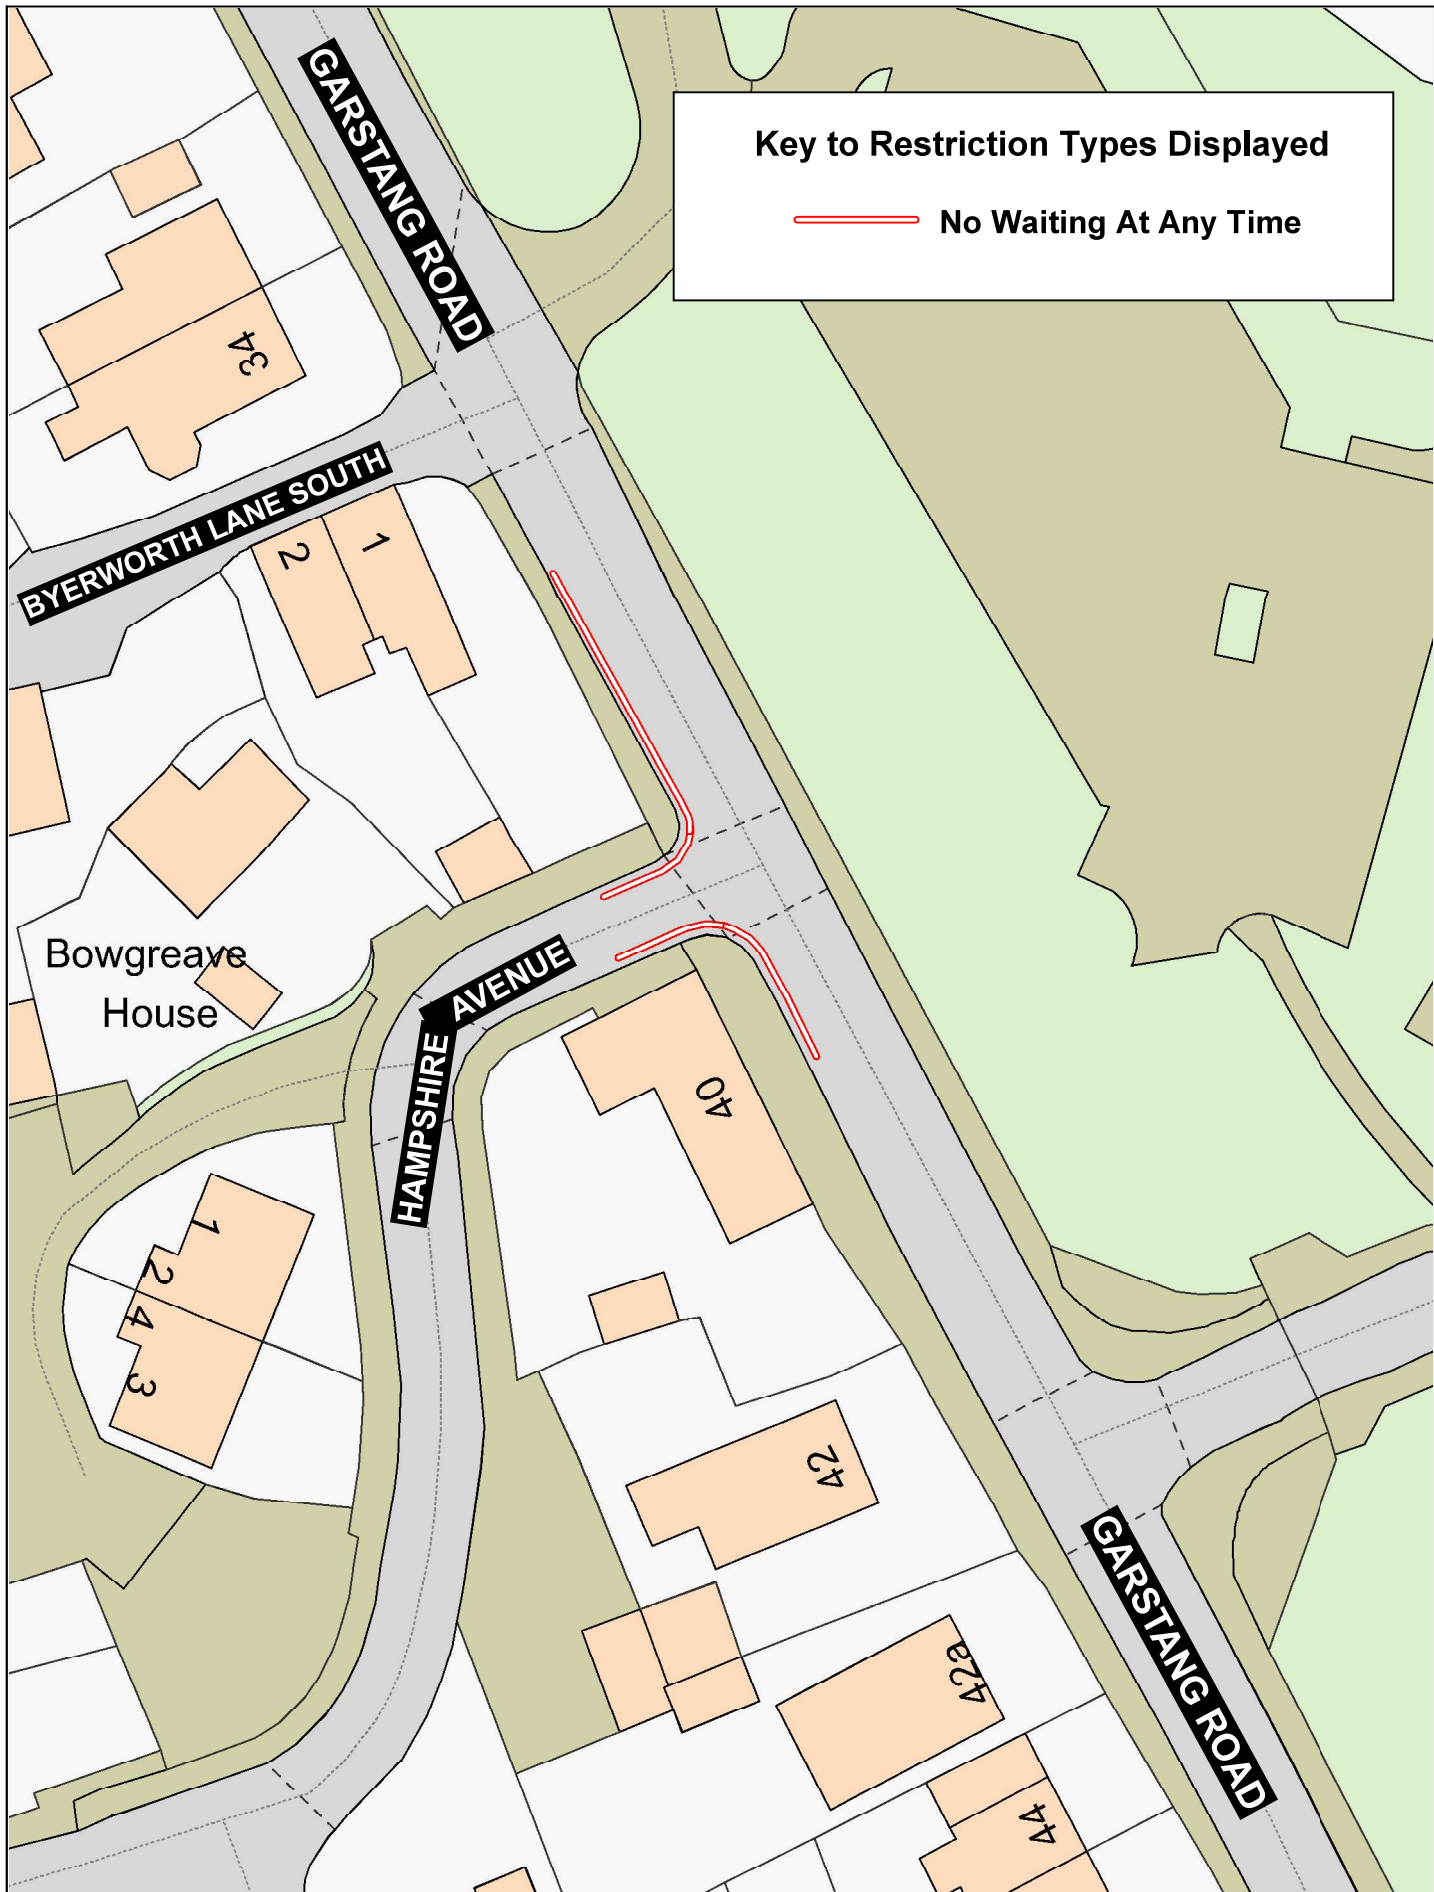 GARSTANG ROAD
Key to Restriction Types Displayed
No Waiting At Any Time
34
BYERWORTH LANE SOUTH
1
2
Bowgreave
House
HAMPSHIRE AVENUE
40
1
2
4
3
42
42a
GARSTANG ROAD
44